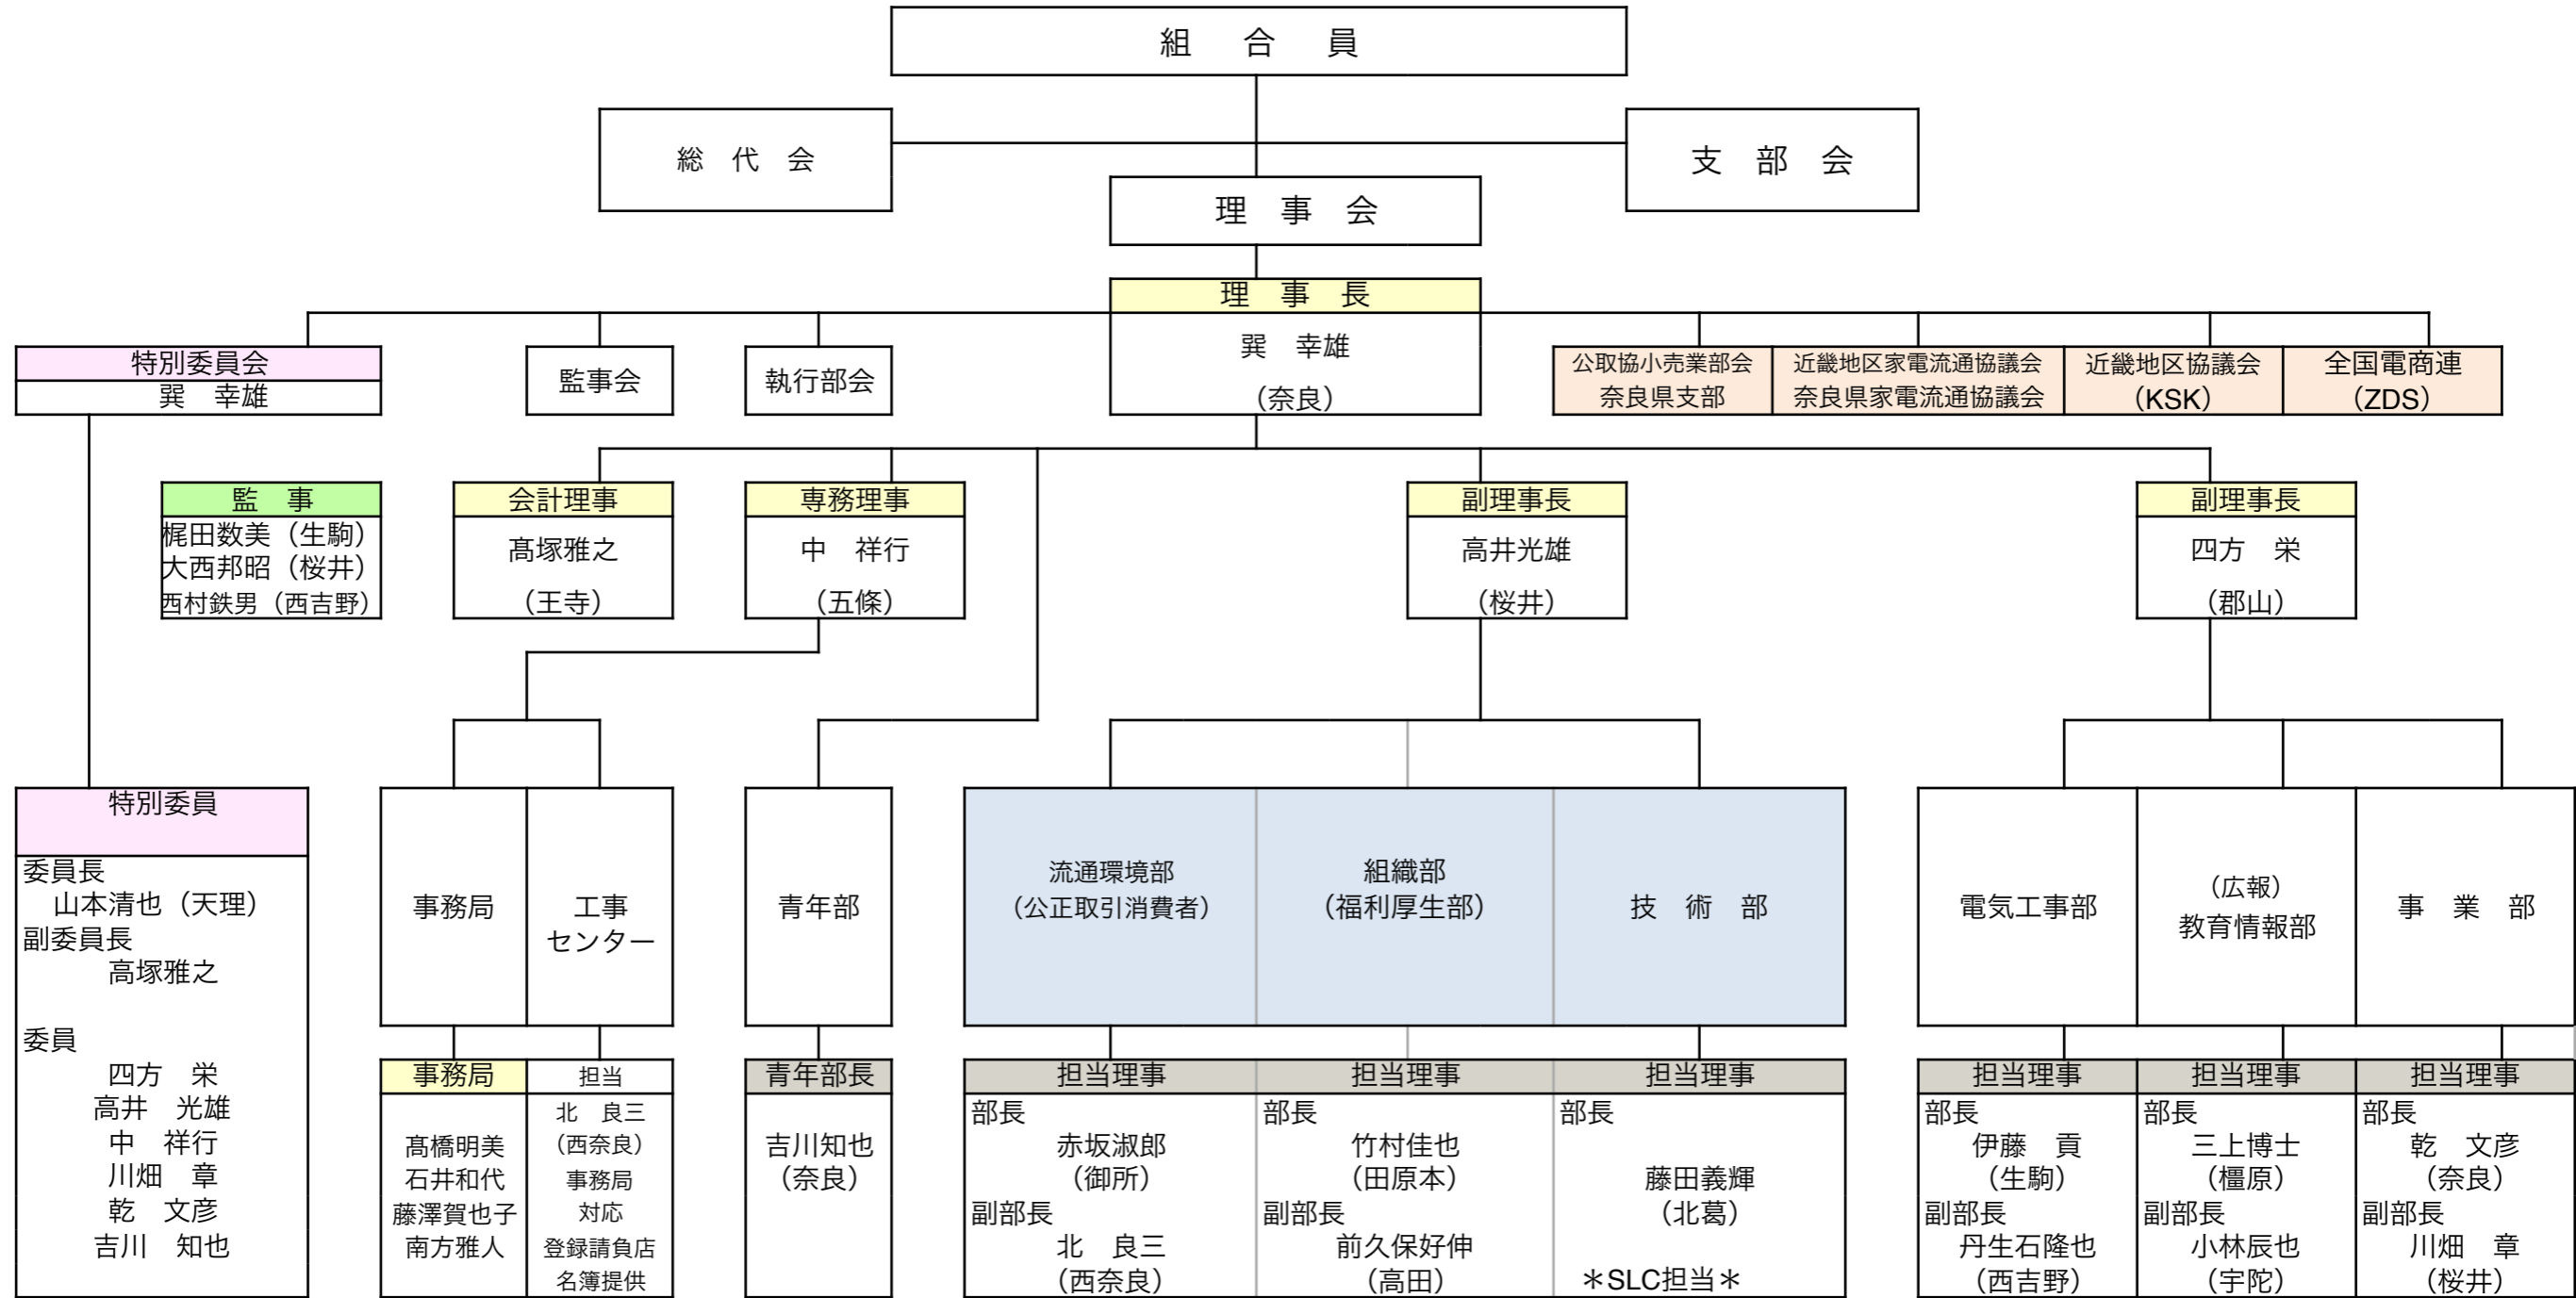 組　合　員
総　代　会
支　部　会
理　事　会
理　事　長
巽　幸雄
（奈良）
特別委員会
巽　幸雄
監事会
執行部会
公取協小売業部会
奈良県支部
近畿地区家電流通協議会
奈良県家電流通協議会
近畿地区協議会
（KSK）
全国電商連
（ZDS）
監　事
梶田数美（生駒）
大西邦昭（桜井）
西村鉄男（西吉野）
会計理事
髙塚雅之
（王寺）
専務理事
中　祥行
（五條）
副理事長
高井光雄
（桜井）
副理事長
四方　栄
（郡山）
特別委員
委員長
山本清也（天理）
副委員長
高塚雅之
委員
四方　栄
高井　光雄
中　祥行
川畑　章
乾　文彦
吉川　知也
事務局
工事
センター
青年部
流通環境部
（公正取引消費者）
組織部
（福利厚生部）
技　術　部
電気工事部
（広報）
教育情報部
事　業　部
事務局
髙橋明美
石井和代
藤澤賀也子
南方雅人
担当
北　良三
（西奈良）
事務局
対応
登録請負店
名簿提供
青年部長
吉川知也
（奈良）
担当理事
部長
赤坂淑郎
（御所）
副部長
北　良三
（西奈良）
担当理事
部長
竹村佳也
（田原本）
副部長
前久保好伸
（高田）
担当理事
部長
藤田義輝
（北葛）
＊SLC担当＊
担当理事
部長
伊藤　貢
（生駒）
副部長
丹生石隆也
（西吉野）
担当理事
部長
三上博士
（橿原）
副部長
小林辰也
（宇陀）
担当理事
部長
乾　文彦
（奈良）
副部長
川畑　章
（桜井）